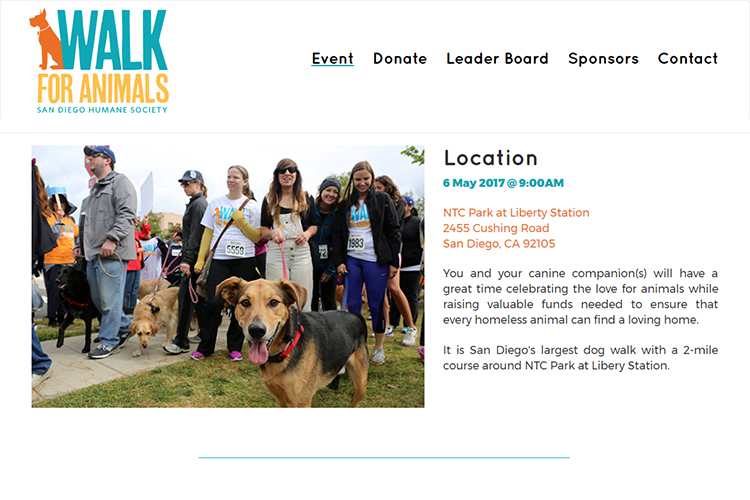 WALK
FOR ANIMALS
SAN DIEGO HUMANE SOCIETY
Event Donate Leader Board Sponsors Contact
5559
72
1983
Location
6 May 2017 @ 9:00AM
NTC Park at Liberty Station
2455 Cushing Road
San Diego, CA 92105
You and your canine companion(s) will have a
great time celebrating the love for animals while
raising valuable funds needed to ensure that
every homeless animal can find a loving home.
It is San Diego's largest dog walk with a 2-mile
course around NTC Park at Libery Station.